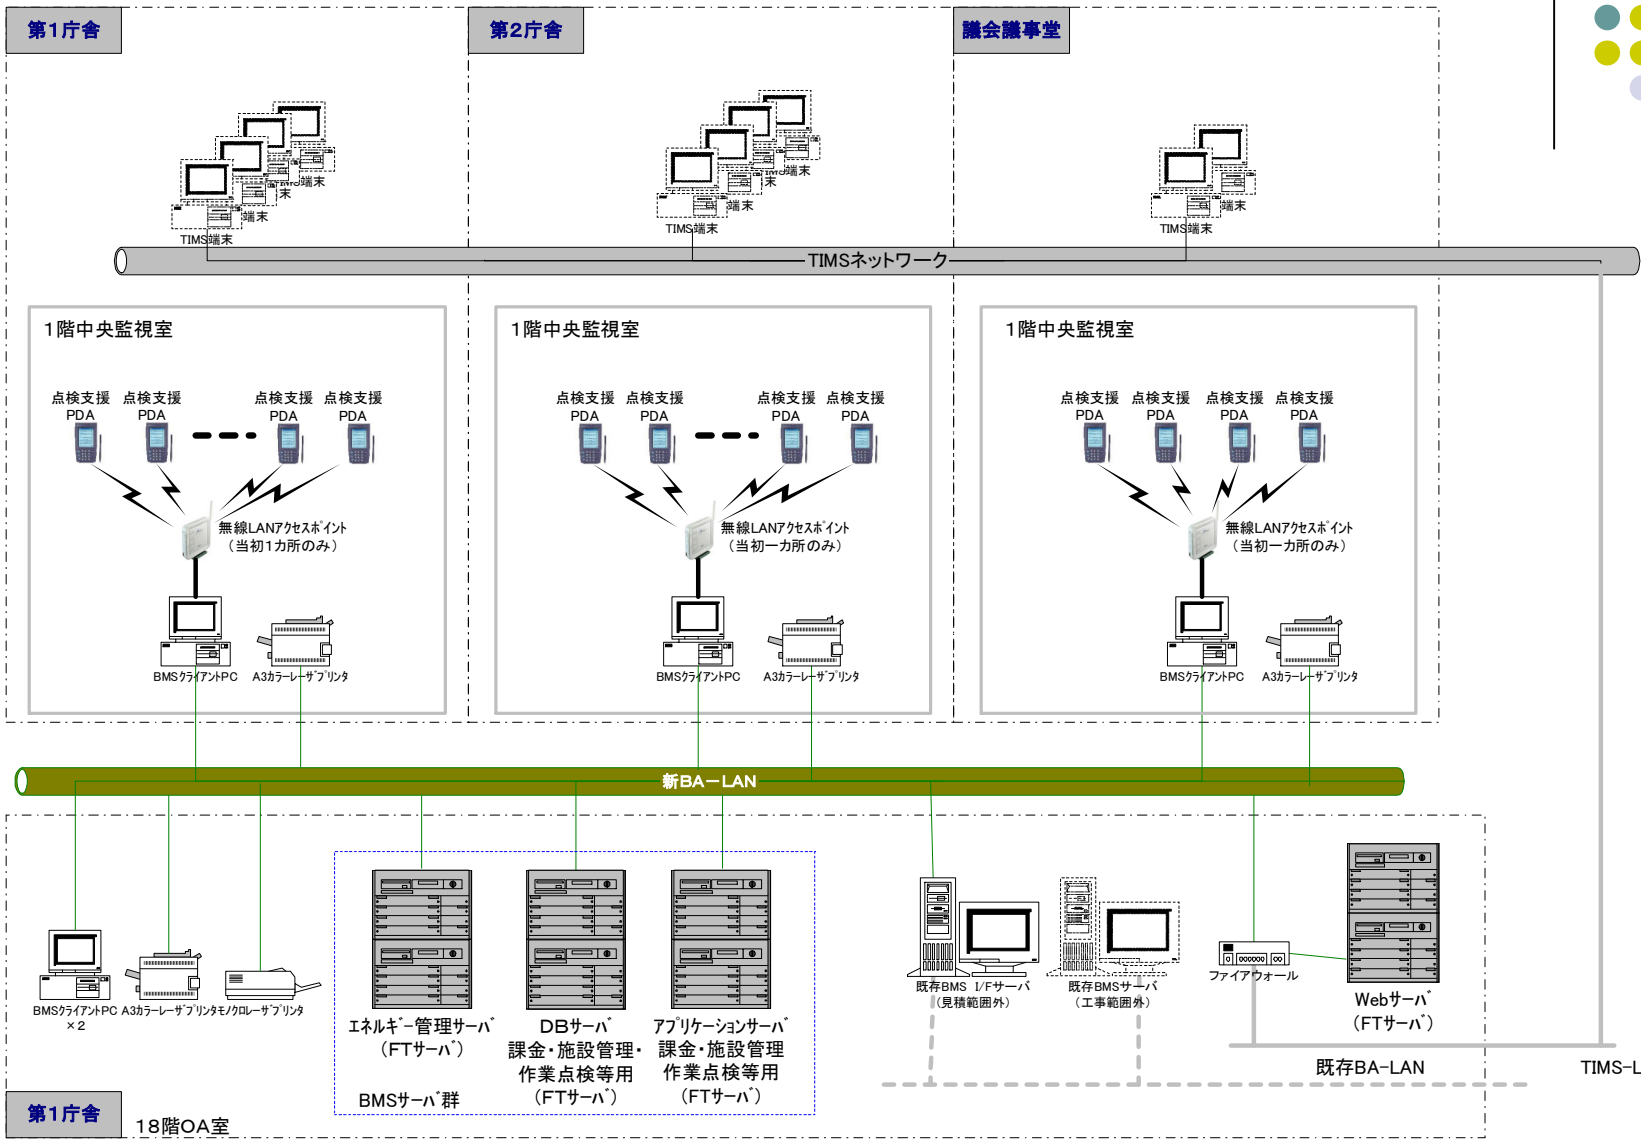 第1庁舎
第2庁舎
議会議事堂
末
端末
端末
TIMS端末
末
端末
端末
TIMS端末
端末
TIMS端末
TIMSネットワーク
1階中央監視室
1階中央監視室
1階中央監視室
点検支援 点検支援 点検支援 点検支援
PDA PDA PDA PDA
点検支援 点検支援 点検支援 点検支援
PDA PDA PDA PDA
点検支援 点検支援 点検支援 点検支援
PDA PDA PDA PDA
無線LANアクセスポイント
(当初1カ所のみ)
無線LANアクセスポイント
(当初一カ所のみ)
無線LANアクセスポイント
(当初一カ所のみ)
BMSクライアントPC A3カラーレーザプリンタ
BMSクライアントPC A3カラーレーザプリンタ
BMSクライアントPC A3カラーレーザプリンタ
新BA-LAN
BMSクライアントPC
×2
A3カラーレーザプリンタ
モノクロレーザプリンタ
エネルギー管理サーバ
(FTサーバ)
DBサーバ
課金・施設管理・
作業点検等用
(FTサーバ)
アプリケーションサーバ
課金・施設管理
作業点検等用
(FTサーバ)
BMSサーバ群
既存BMS I/Fサーバ
(見積範囲外)
既存BMSサーバ
(工事範囲外)
ファイアウォール
Webサーバ
(FTサーバ)
既存BA-LAN
TIMS-L
第1庁舎
18階OA室